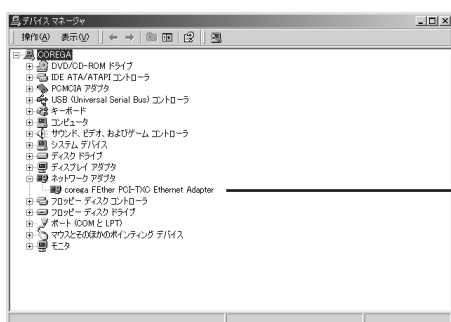 デバイス マネージャ
操作(A) 表示(V)
COREGA
DVD/CD-ROM ドライブ
IDE ATA/ATAPI コントローラ
PCMCIA アダプタ
USB (Universal Serial Bus) コントローラ
キーボード
コンピュータ
サウンド、ビデオ、およびゲーム コントローラ
システム デバイス
ディスク ドライブ
ディスプレイ アダプタ
ネットワーク アダプタ
corega FEther PCI-TXC Ethernet Adapter
フロッピー ディスク コントローラ
フロッピー ディスク ドライブ
ポート (COM と LPT)
マウスとそのほかのポインティング デバイス
モニタ